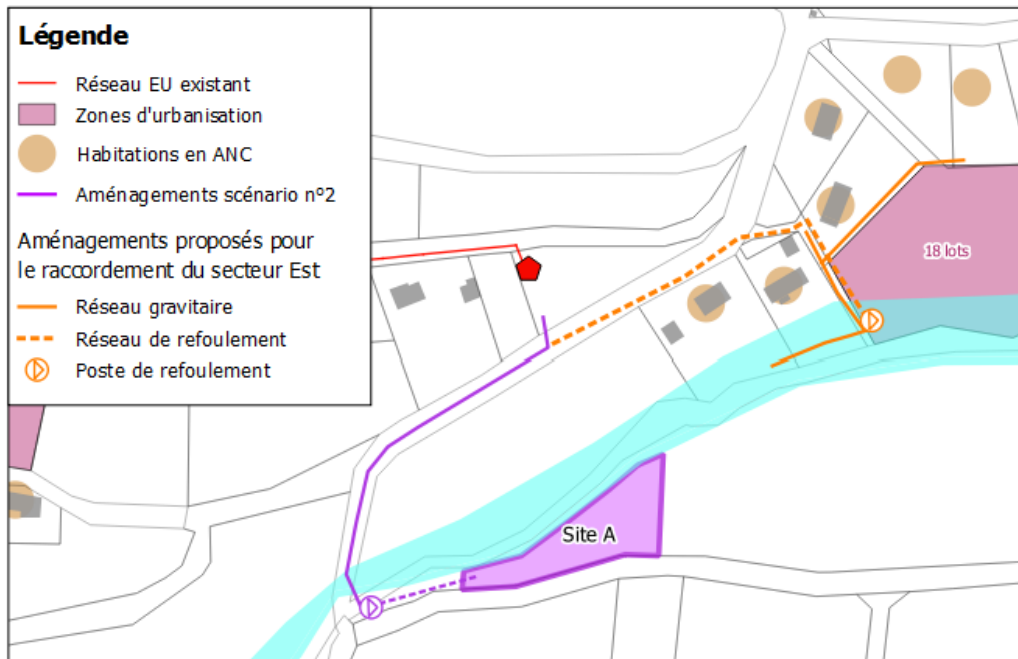 Légende
Réseau EU existant
Zones d'urbanisation
Habitations en ANC
Aménagements scénario n°2
Aménagements proposés pour
le raccordement du secteur Est
Réseau gravitaire
Réseau de refoulement
Poste de refoulement
18 lots
Site A